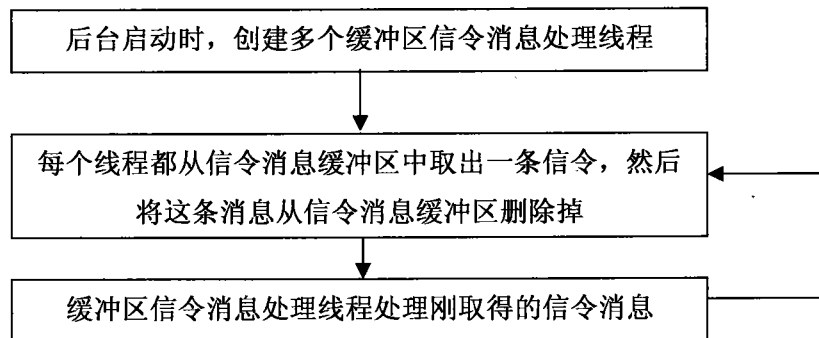 后台启动时，创建多个缓冲区信令消息处理线程
每个线程都从信令消息缓冲区中取出一条信令，然后
将这条消息从信令消息缓冲区删除掉
缓冲区信令消息处理线程处理刚取得的信令消息